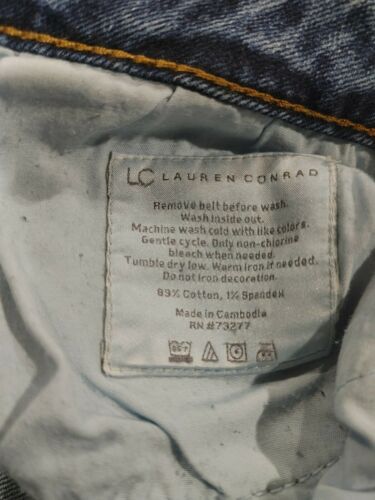 LC LAUREN CONRAD
Remove belt before wash.
Wash inside out.
Machine wash cold with like colors.
Gentle cycle. Only non-chlorine
bleach when needed.
Tumble dry low. Warm iron if needed.
Do not iron decoration.
99% Cotton, 1% Spandex
Made in Cambodia
RN #73277